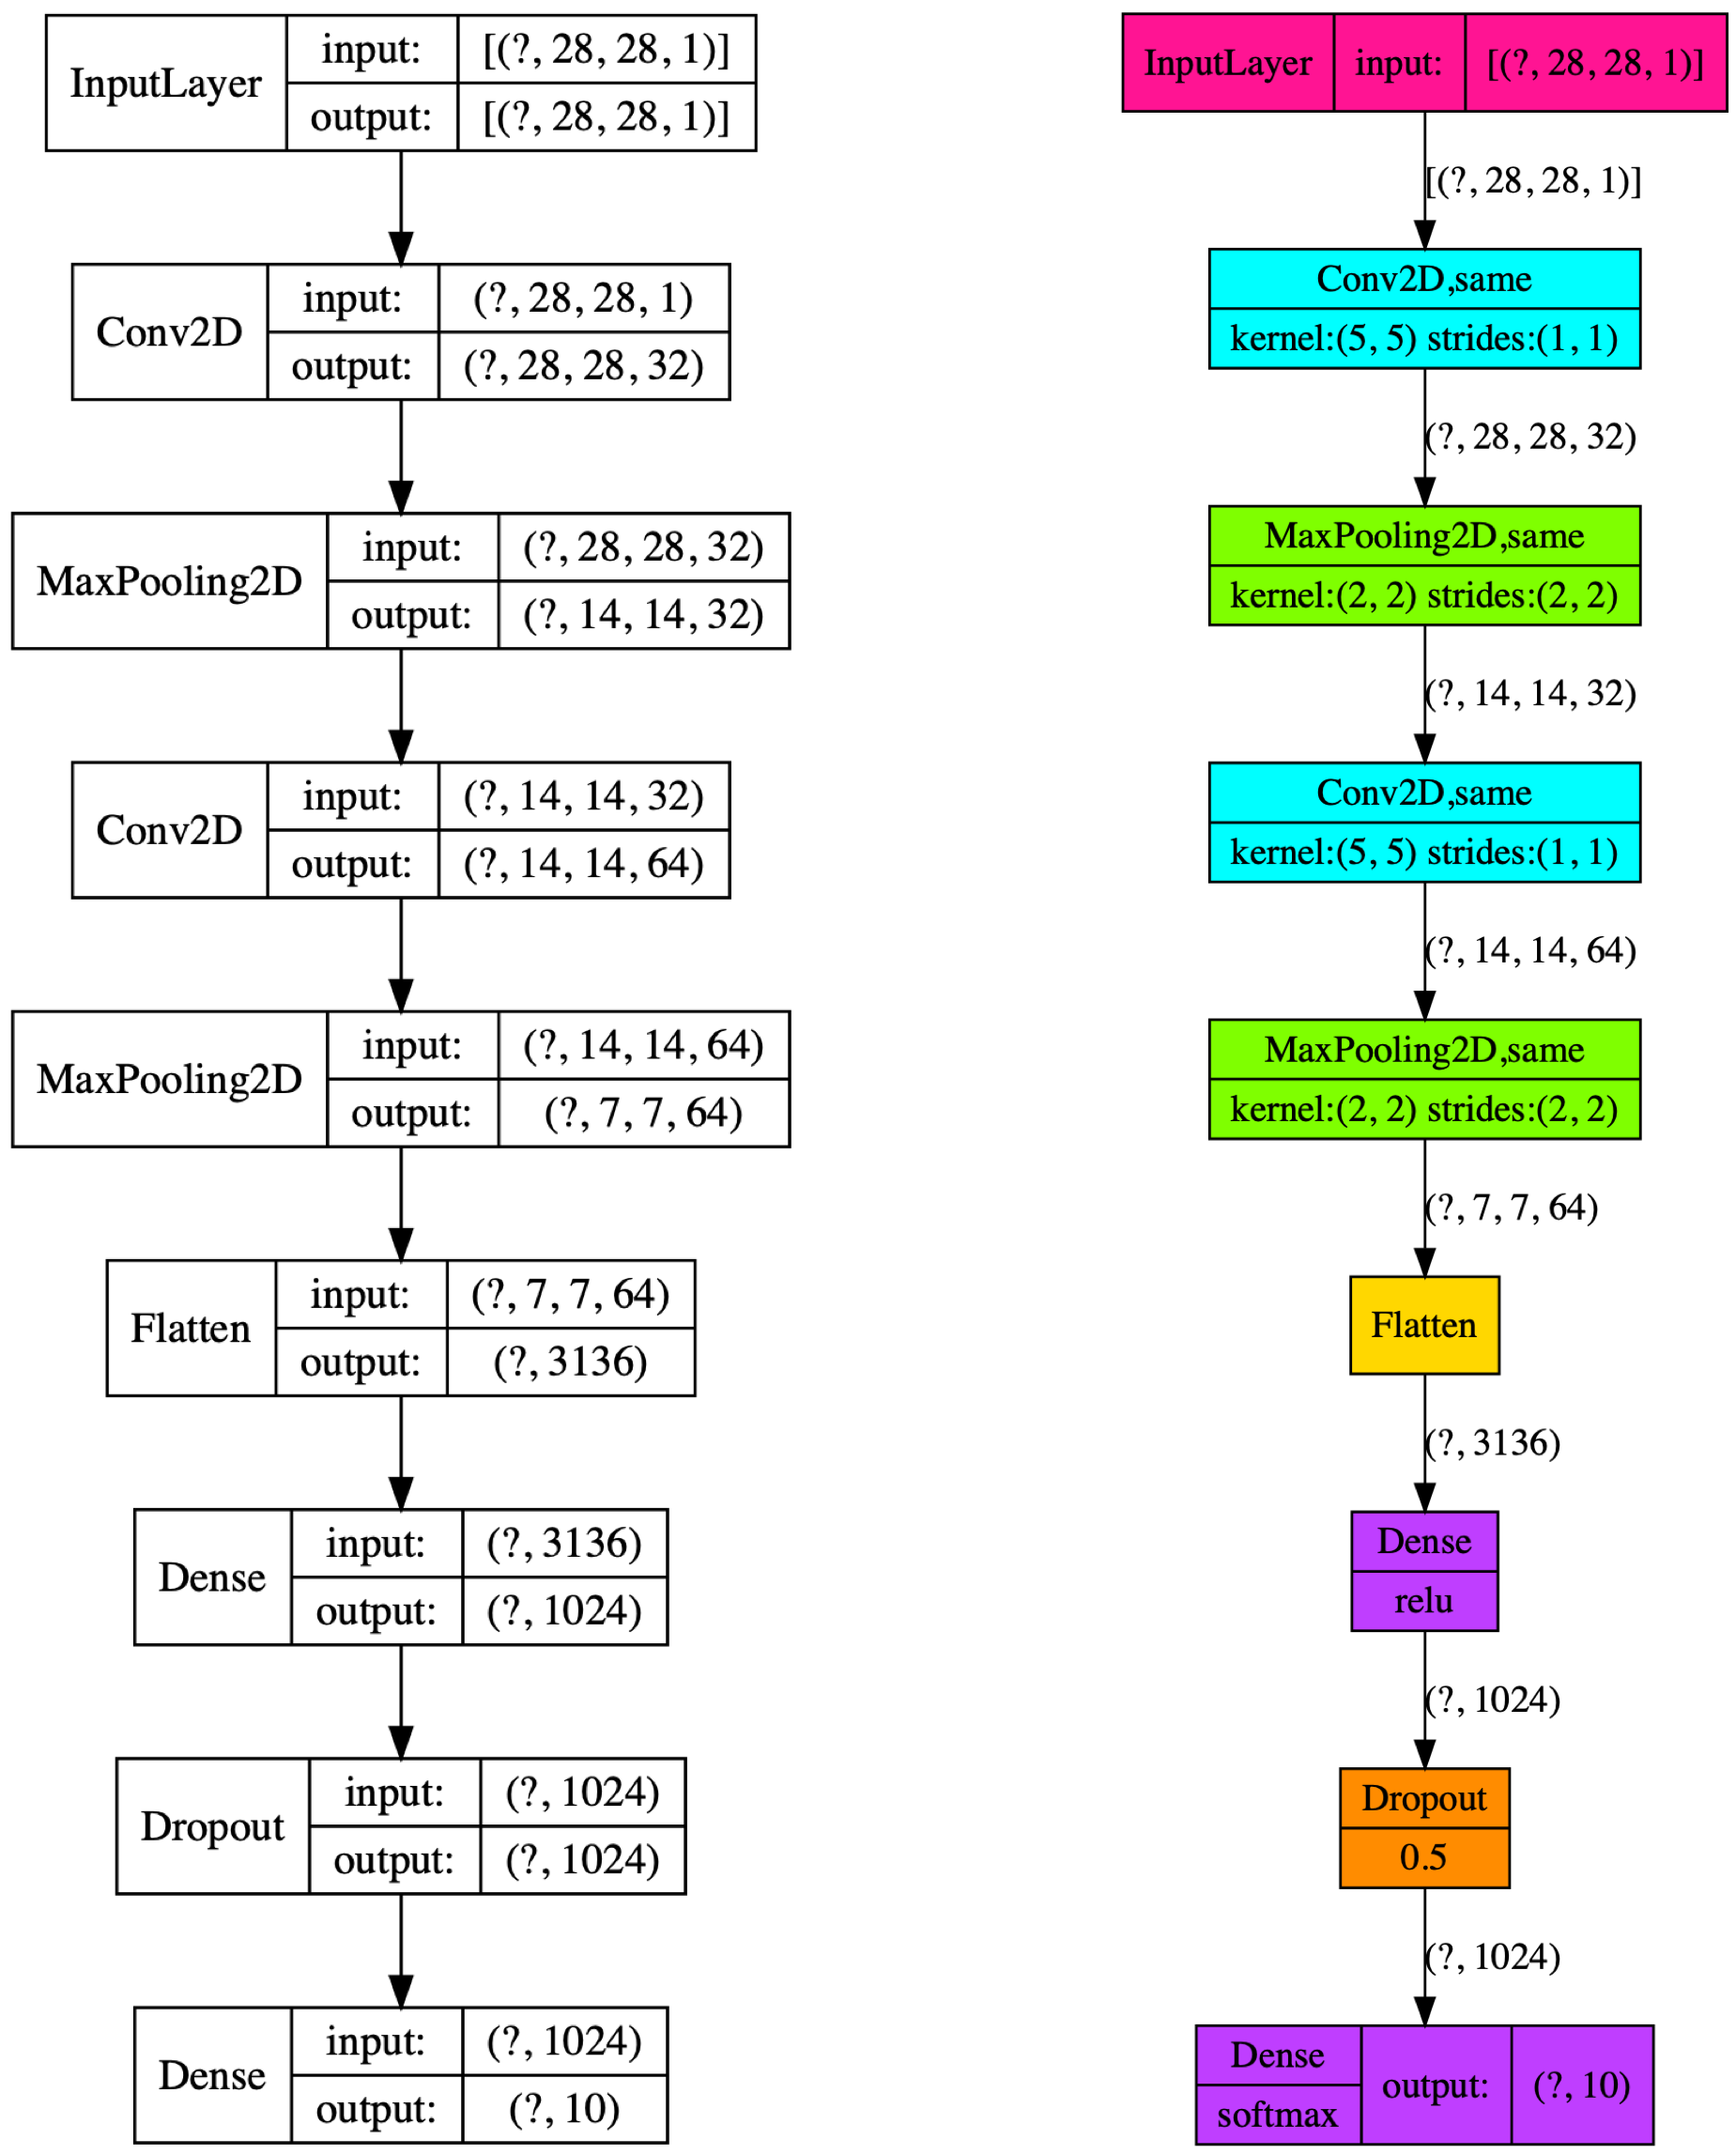 InputLayer
input: [(?, 28, 28, 1)]
output: [(?, 28, 28, 1)]
Conv2D
input: (?, 28, 28, 1)
output: (?, 28, 28, 32)
MaxPooling2D
input: (?, 28, 28, 32)
output: (?, 14, 14, 32)
Conv2D
input: (?, 14, 14, 32)
output: (?, 14, 14, 64)
MaxPooling2D
input: (?, 14, 14, 64)
output: (?, 7, 7, 64)
Flatten
input: (?, 7, 7, 64)
output: (?, 3136)
Dense
input: (?, 3136)
output: (?, 1024)
Dropout
input: (?, 1024)
output: (?, 1024)
Dense
input: (?, 1024)
output: (?, 10)
InputLayer input: [(?, 28, 28, 1)]
[(?, 28, 28, 1)]
Conv2D,same
kernel:(5, 5) strides:(1, 1)
(?, 28, 28, 32)
MaxPooling2D,same
kernel:(2, 2) strides:(2, 2)
(?, 14, 14, 32)
Conv2D,same
kernel:(5, 5) strides:(1, 1)
(?, 14, 14, 64)
MaxPooling2D,same
kernel:(2, 2) strides:(2, 2)
(?, 7, 7, 64)
Flatten
(?, 3136)
Dense
relu
(?, 1024)
Dropout
0.5
(?, 1024)
Dense
softmax
output: (?, 10)